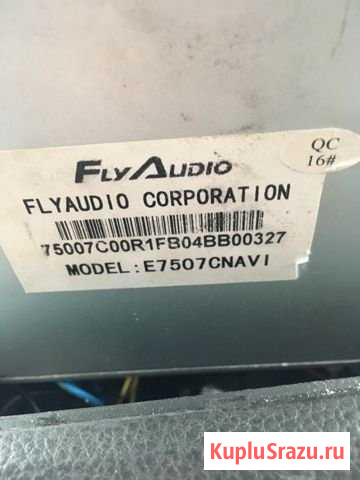 QC
16#
FLYAUDIO
FLYAUDIO CORPORATION
75007C00R1FB04BB00327
MODEL:E7507CNAVI
KupluSrazu.ru